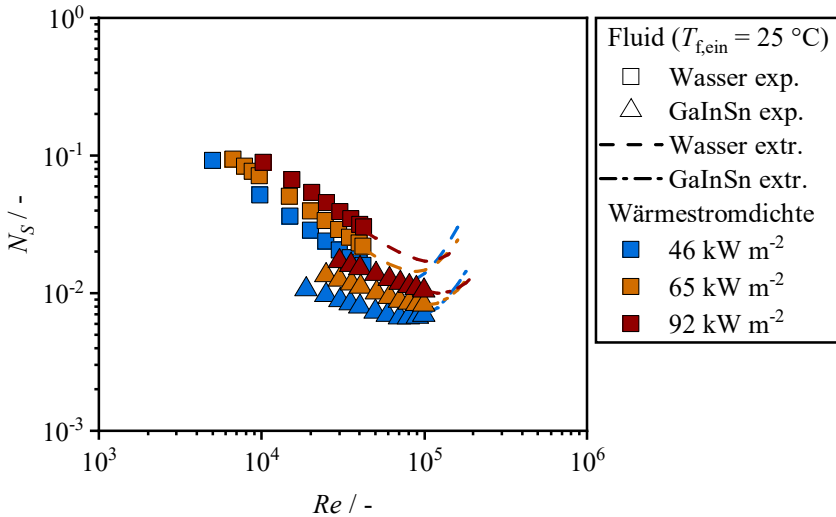 10⁰
10⁻¹
10⁻²
10⁻³
N_S / -
10³ 10⁴ 10⁵ 10⁶
Re / -
Fluid (T_f,ein = 25 °C)
Wasser exp.
GaInSn exp.
Wasser extr.
GaInSn extr.
Wärmestromdichte
46 kW m⁻²
65 kW m⁻²
92 kW m⁻²